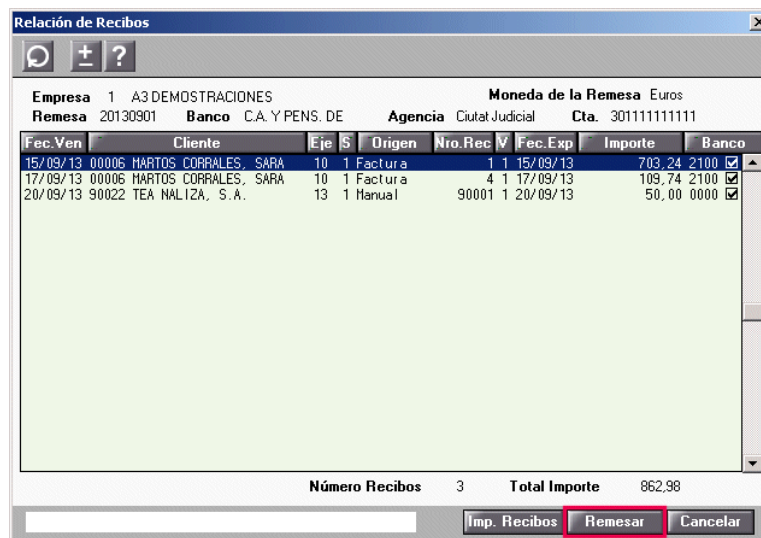 Relación de Recibos
Empresa 1 A3 DEMOSTRACIONES Moneda de la Remesa Euros
Remesa 20130901 Banco C.A. Y PENS. DE Agencia Ciutat Judicial Cta. 301111111111
Fec.Ven Cliente Eje S Origen Nro.Rec V Fec.Exp Importe Banco
15/09/13 00006 MARTOS CORRALES, SARA 10 1 Factura 1 1 15/09/13 703,24 2100
17/09/13 00006 MARTOS CORRALES, SARA 10 1 Factura 4 1 17/09/13 109,74 2100
20/09/13 90022 TEA NALIZA, S.A. 13 1 Manual 90001 1 20/09/13 50,00 0000
Número Recibos 3 Total Importe 862,98
Imp. Recibos Remesar Cancelar